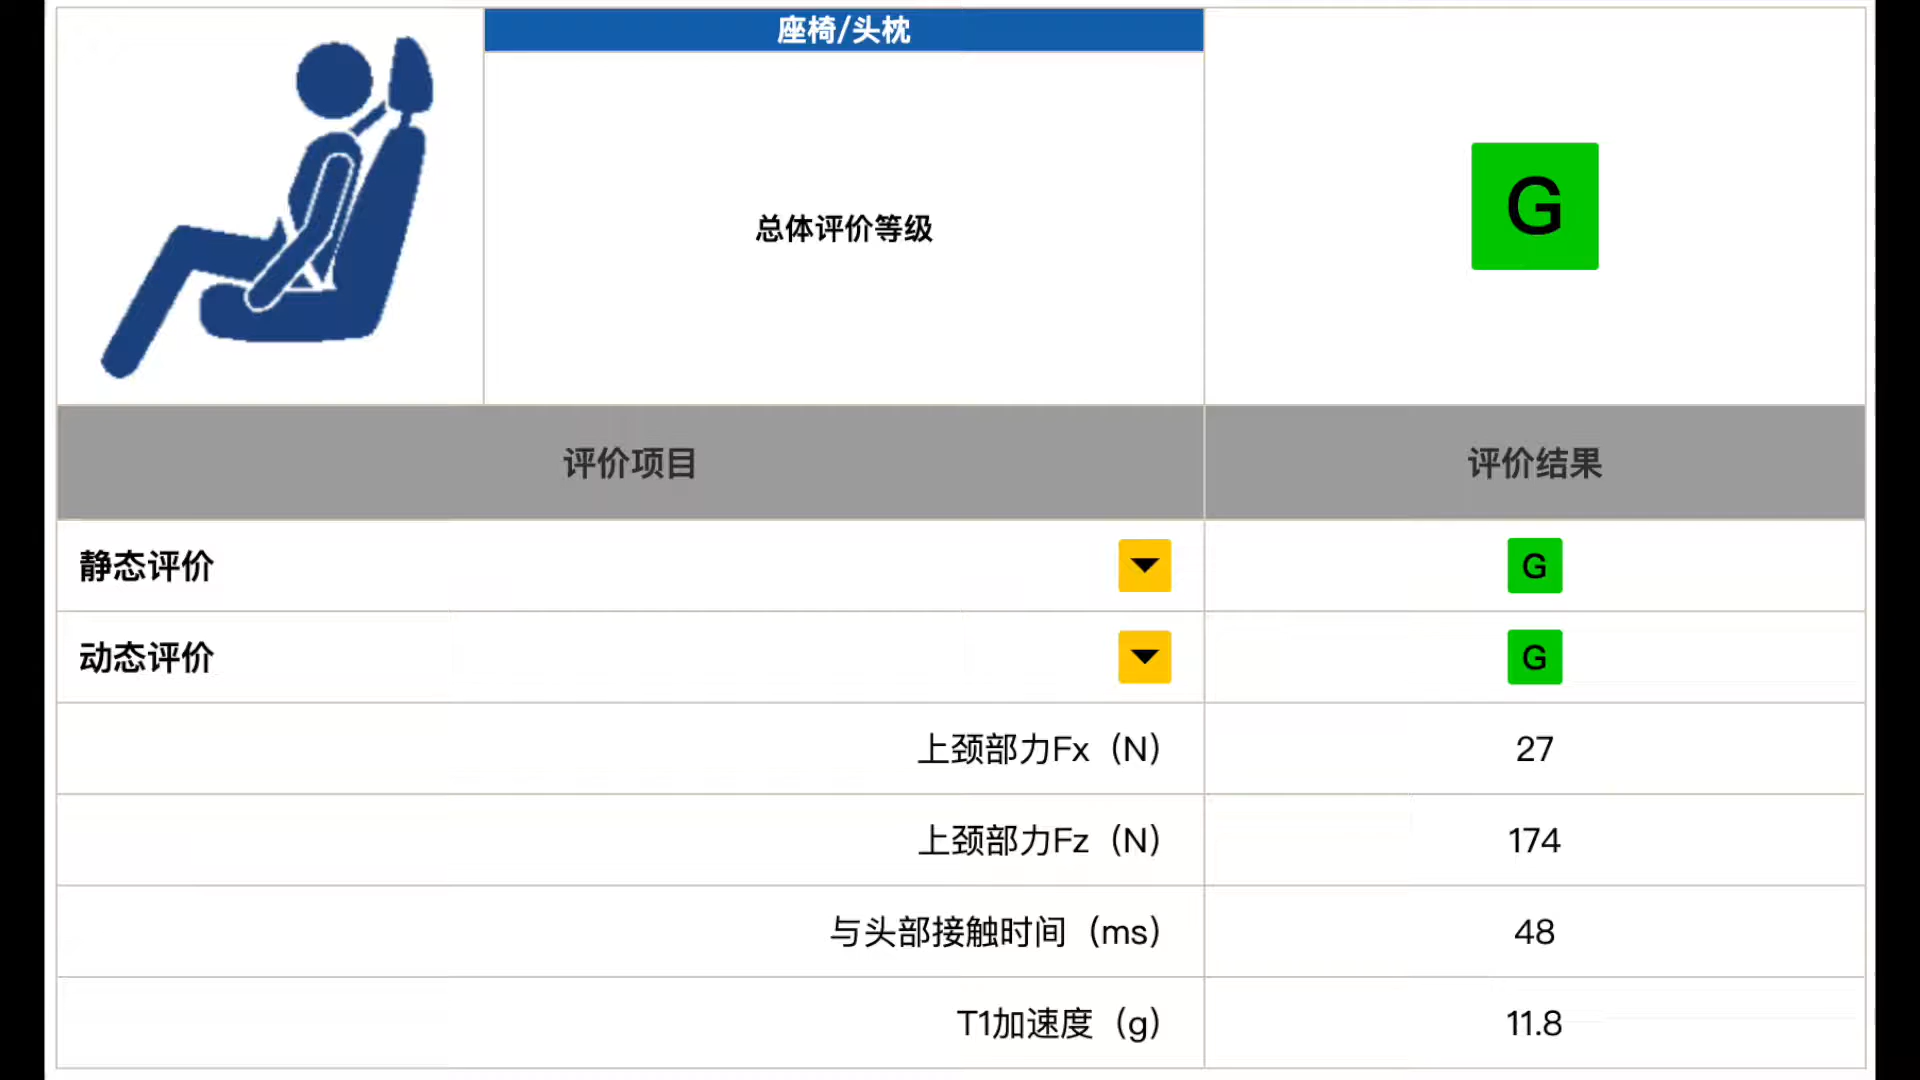 座椅/头枕
总体评价等级
G
评价项目
评价结果
静态评价
G
动态评价
G
上颈部力Fx（N）
27
上颈部力Fz（N）
174
与头部接触时间（ms）
48
T1加速度（g）
11.8